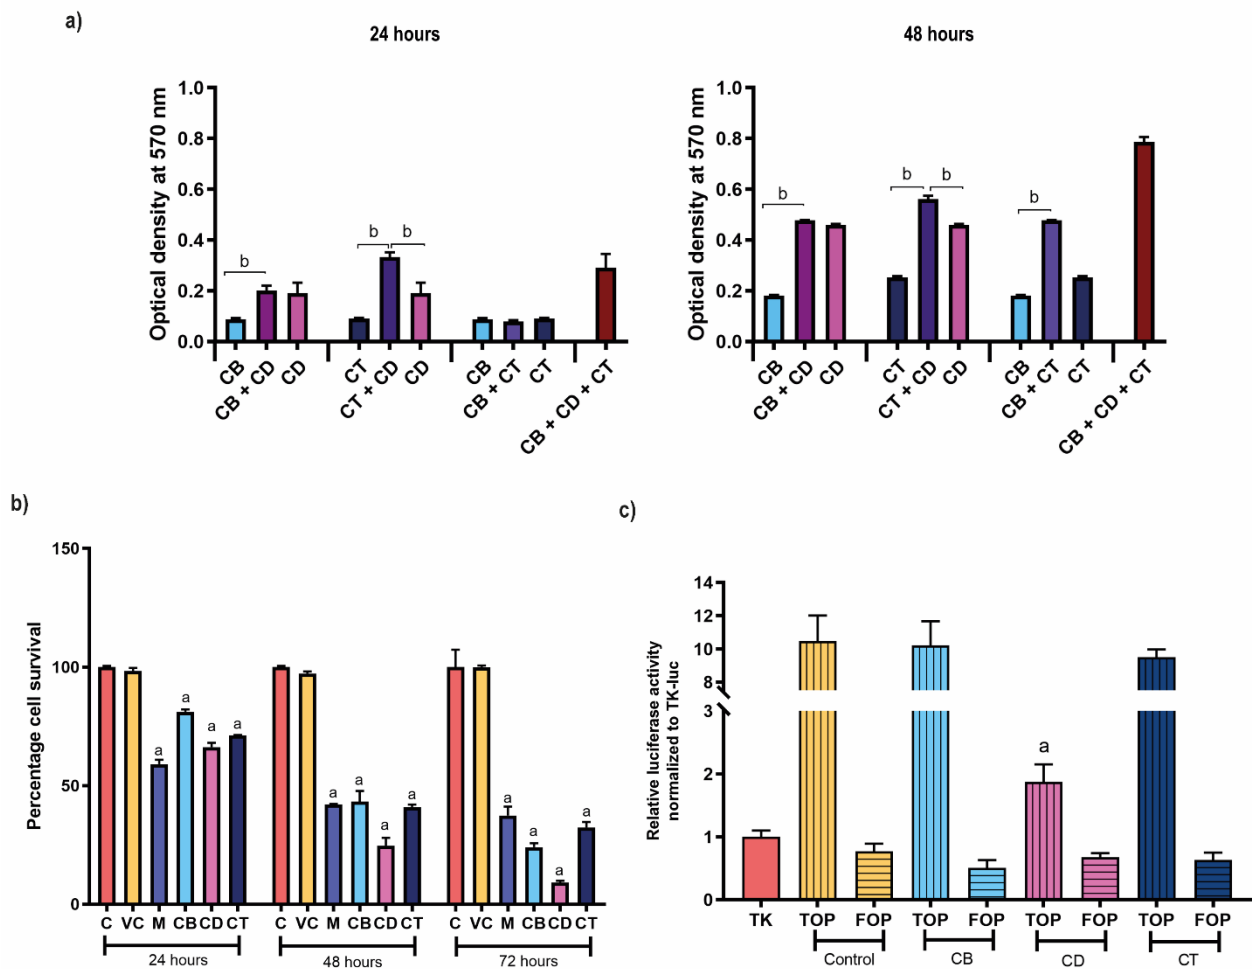 a)
24 hours
48 hours
Optical density at 570 nm
1.0
0.8
0.6
0.4
0.2
0.0
b
b
b
CB
CB + CD
CD
CT
CT + CD
CD
CB
CB + CT
CT
CB + CD + CT
Optical density at 570 nm
1.0
0.8
0.6
0.4
0.2
0.0
b
b
b
b
CB
CB + CD
CD
CT
CT + CD
CD
CB
CB + CT
CT
CB + CD + CT
b)
Percentage cell survival
150
100
50
0
a
a
a
a
a
a
a
a
a
a
a
a
C VC M CB CD CT
C VC M CB CD CT
C VC M CB CD CT
24 hours
48 hours
72 hours
c)
Relative luciferase activity
normalized to TK-luc
14
12
10
8
3
2
1
0
a
TK TOP FOP TOP FOP TOP FOP TOP FOP
Control
CB
CD
CT